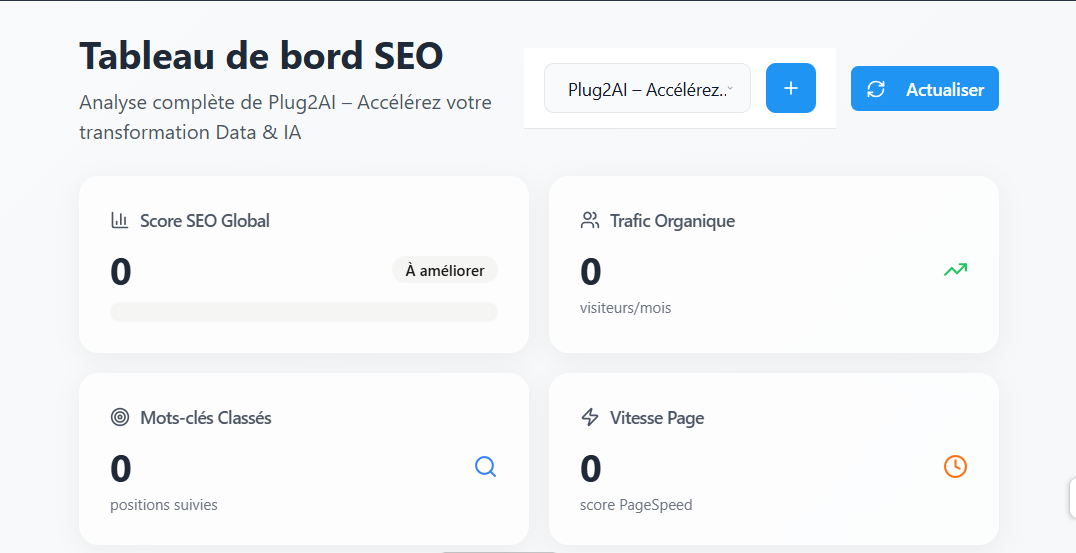 Tableau de bord SEO
Analyse complète de Plug2AI – Accélérez votre
transformation Data & IA
Plug2AI – Accélérez..
Actualiser
Score SEO Global
0
À améliorer
Trafic Organique
0
visiteurs/mois
Mots-clés Classés
0
positions suivies
Vitesse Page
0
score PageSpeed